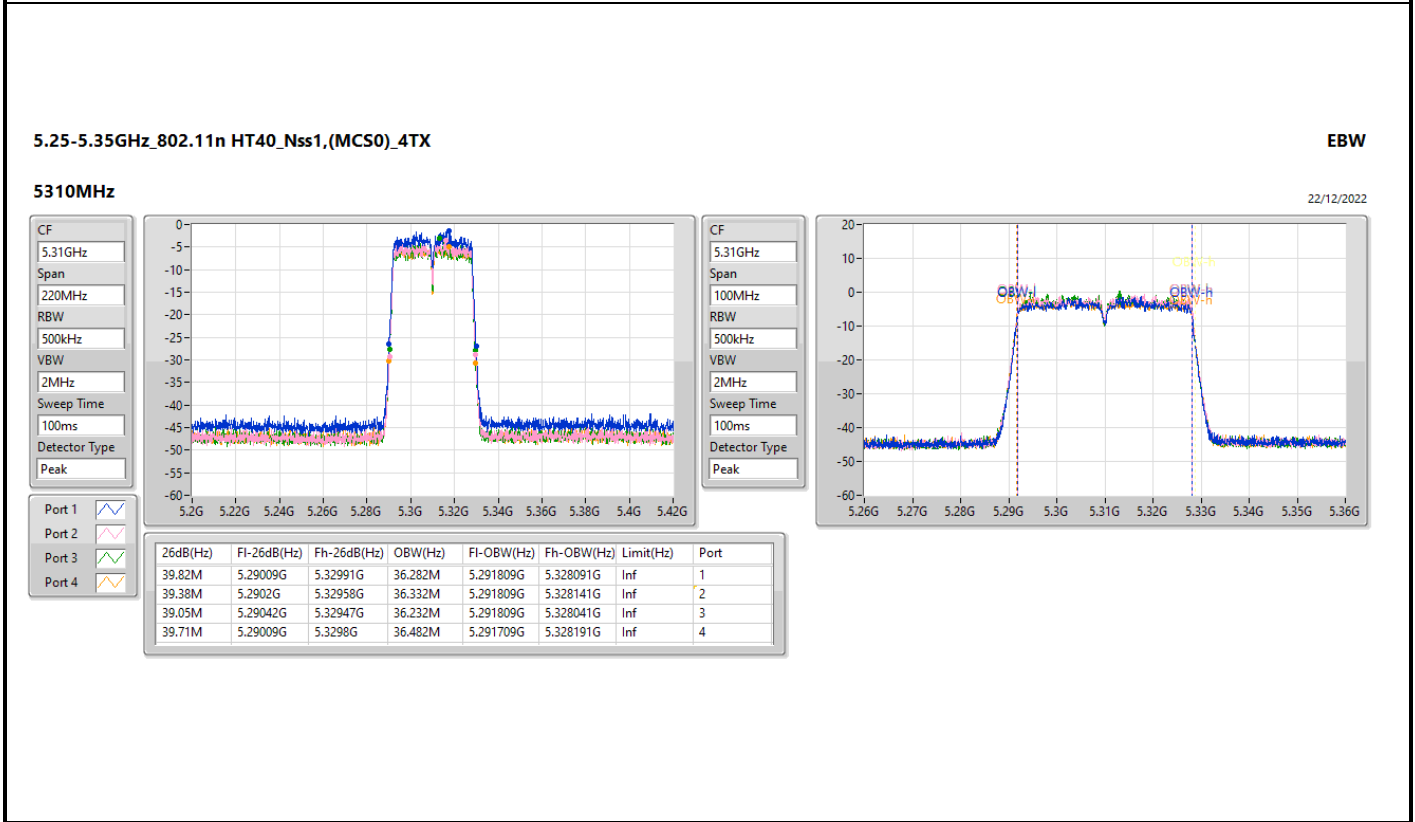 5.25-5.35GHz_802.11n HT40_Nss1,(MCS0)_4TX EBW
5310MHz 22/12/2022
CF
5.31GHz
Span
220MHz
RBW
500kHz
VBW
2MHz
Sweep Time
100ms
Detector Type
Peak
Port 1
Port 2
Port 3
Port 4
0
-5
-10
-15
-20
-25
-30
-35
-40
-45
-50
-55
-60
5.2G 5.22G 5.24G 5.26G 5.28G 5.3G 5.32G 5.34G 5.36G 5.38G 5.4G 5.42G
CF
5.31GHz
Span
100MHz
RBW
500kHz
VBW
2MHz
Sweep Time
100ms
Detector Type
Peak
20
10
0
-10
-20
-30
-40
-50
-60
OBW-h
OBW-l OBW-h
5.26G 5.27G 5.28G 5.29G 5.3G 5.31G 5.32G 5.33G 5.34G 5.35G 5.36G
26dB(Hz) Fl-26dB(Hz) Fh-26dB(Hz) OBW(Hz) Fl-OBW(Hz) Fh-OBW(Hz) Limit(Hz) Port
39.82M 5.29009G 5.32991G 36.282M 5.291809G 5.328091G Inf 1
39.38M 5.2902G 5.32958G 36.332M 5.291809G 5.328141G Inf 2
39.05M 5.29042G 5.32947G 36.232M 5.291809G 5.328041G Inf 3
39.71M 5.29009G 5.3298G 36.482M 5.291709G 5.328191G Inf 4